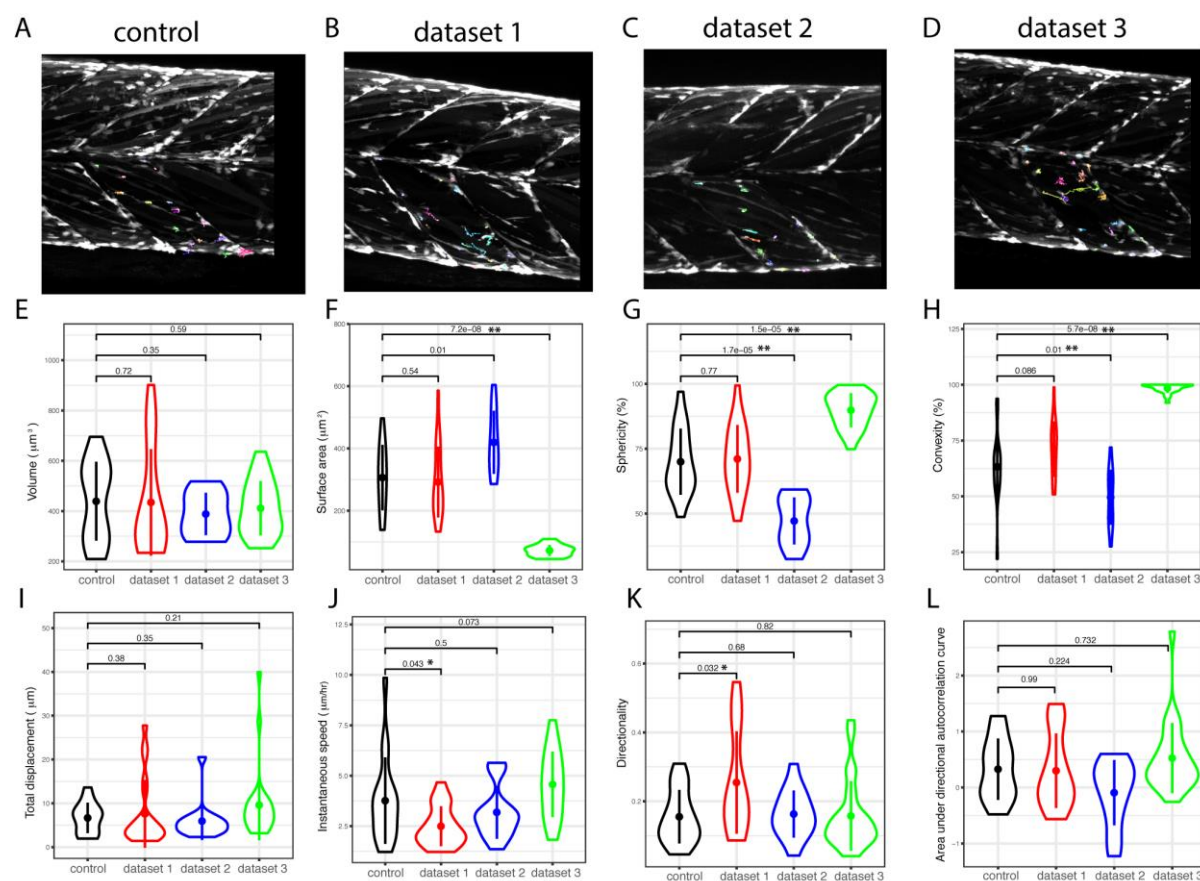 A control B dataset 1 C dataset 2 D dataset 3
E
0.59
0.35
0.72
1000
800
600
400
200
Volume (μm³)
control dataset 1 dataset 2 dataset 3
F
7.2e−08 **
0.01
0.54
800
600
400
200
Surface area (μm²)
control dataset 1 dataset 2 dataset 3
G
1.5e−05 **
1.7e−05 **
0.77
100
75
50
Sphericity (%)
control dataset 1 dataset 2 dataset 3
H
5.7e−08 **
0.01 **
0.086
125
100
75
50
25
Convexity (%)
control dataset 1 dataset 2 dataset 3
I
0.21
0.35
0.38
50
40
30
20
10
0
Total displacement (μm)
control dataset 1 dataset 2 dataset 3
J
0.073
0.5
0.043 *
12.5
10.0
7.5
5.0
2.5
Instantaneous speed (μm/hr)
control dataset 1 dataset 2 dataset 3
K
0.82
0.68
0.032 *
0.6
0.4
0.2
Directionality
control dataset 1 dataset 2 dataset 3
L
0.732
0.224
0.99
2
1
0
−1
Area under directional autocorrelation curve
control dataset 1 dataset 2 dataset 3